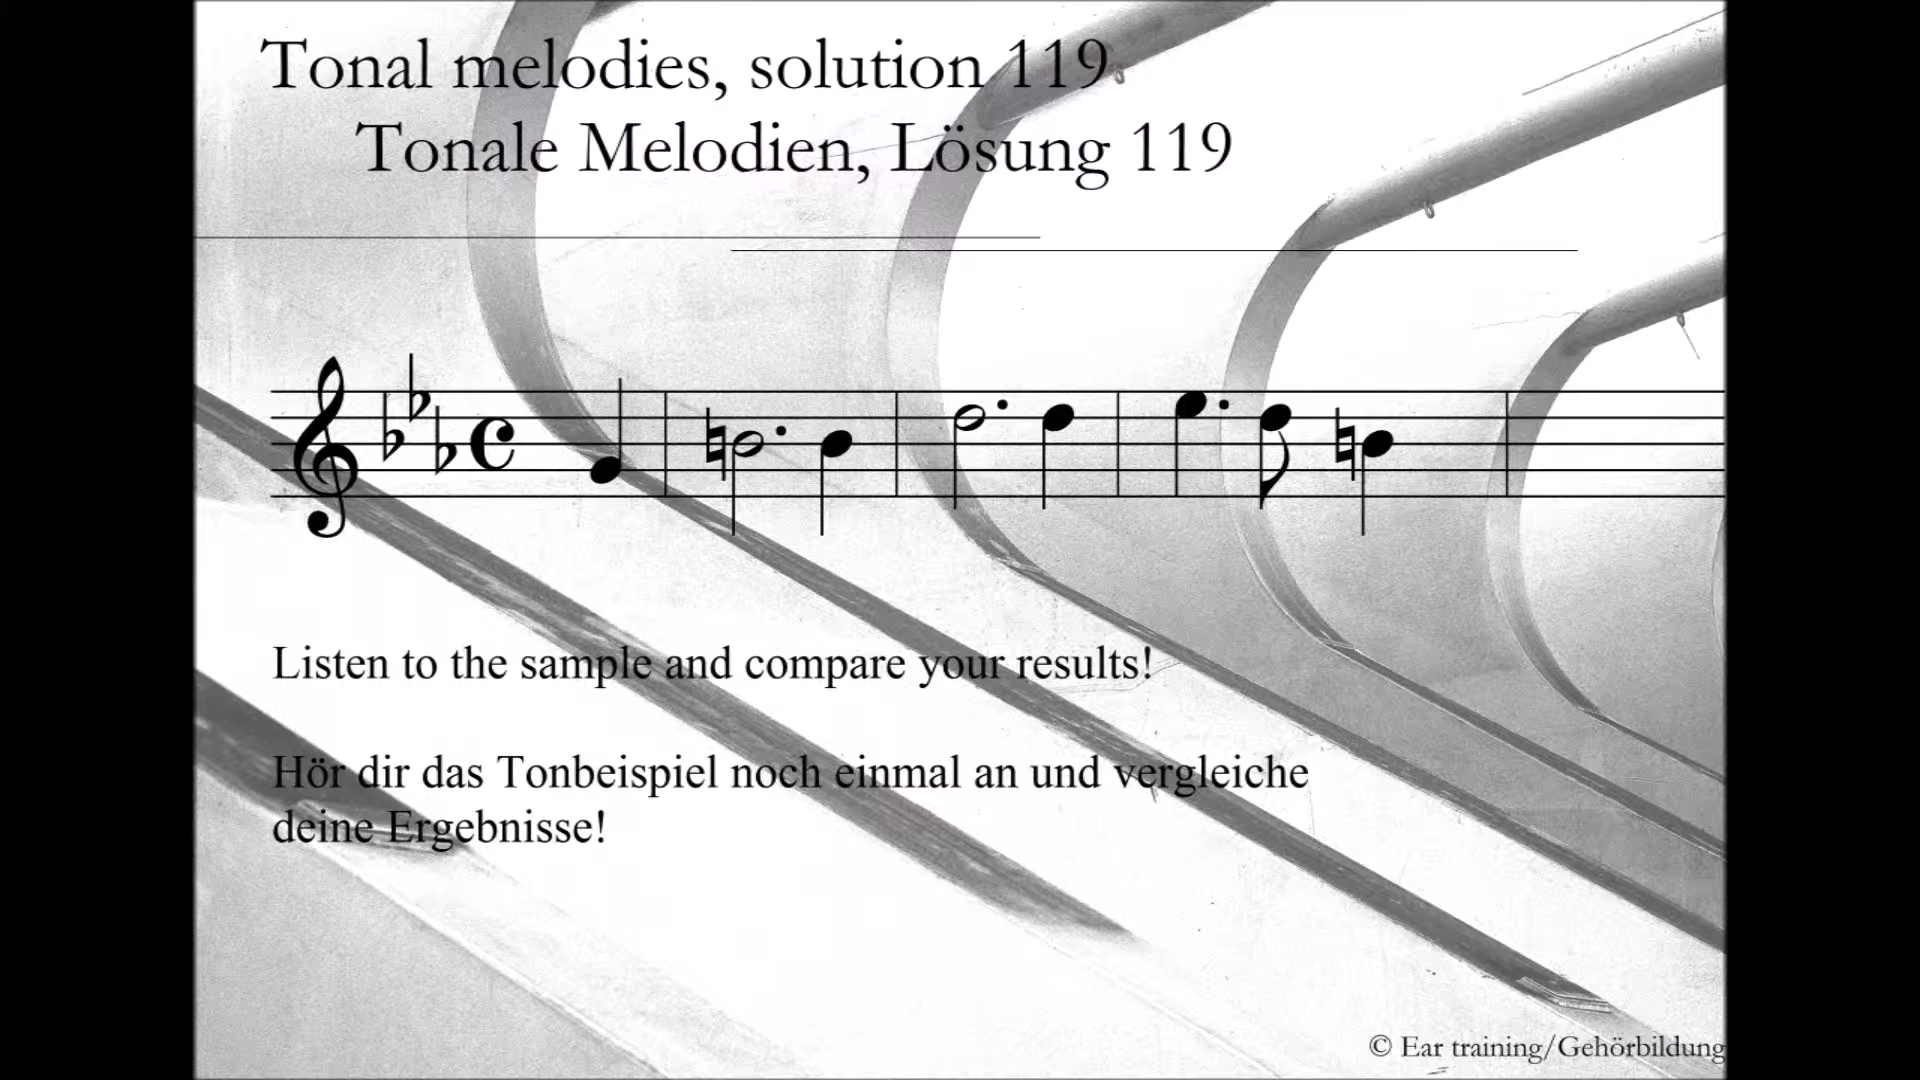 Tonal melodies, solution 119
Tonale Melodien, Lösung 119
Listen to the sample and compare your results!
Hör dir das Tonbeispiel noch einmal an und vergleiche
deine Ergebnisse!
© Ear training/Gehörbildung